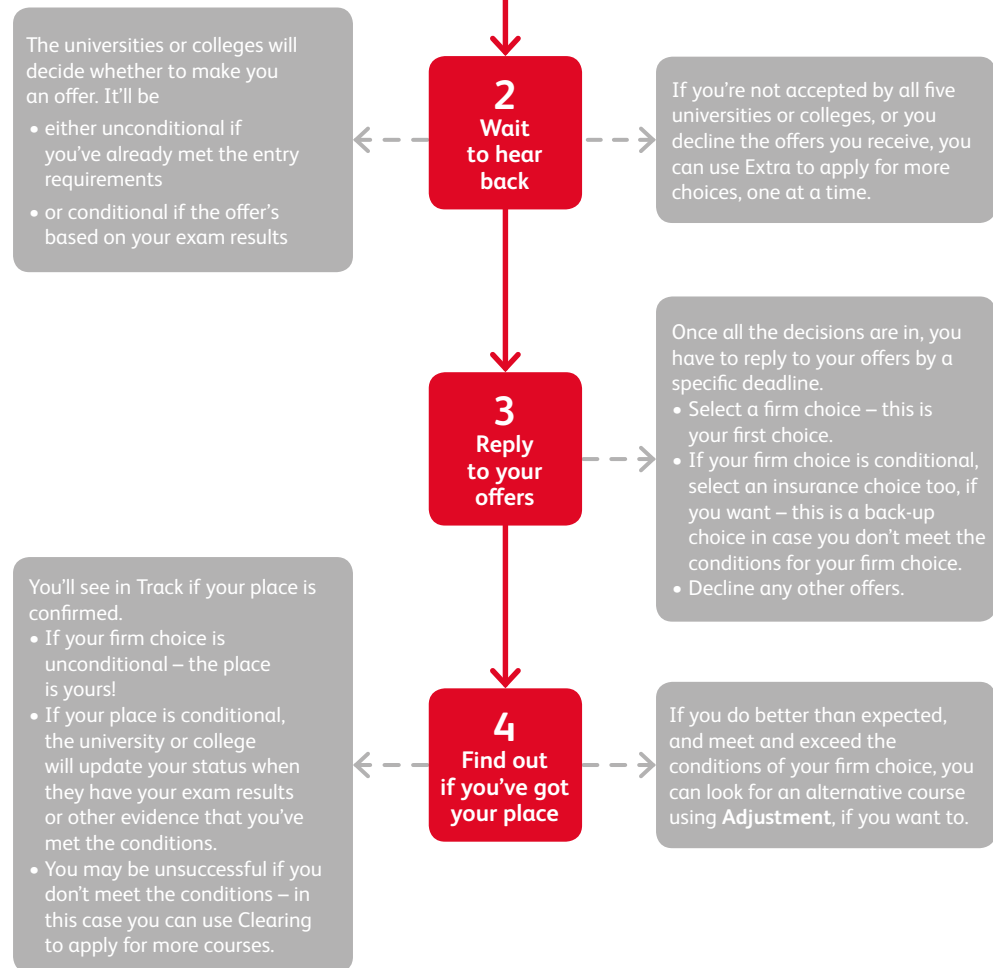 The universities or colleges will
decide whether to make you
an offer. It'll be
• either unconditional if
you've already met the entry
requirements
• or conditional if the offer's
based on your exam results
2
Wait
to hear
back
If you're not accepted by all five
universities or colleges, or you
decline the offers you receive, you
can use Extra to apply for more
choices, one at a time.
3
Reply
to your
offers
Once all the decisions are in, you
have to reply to your offers by a
specific deadline.
• Select a firm choice – this is
your first choice.
• If your firm choice is conditional,
select an insurance choice too, if
you want – this is a back-up
choice in case you don't meet the
conditions for your firm choice.
• Decline any other offers.
You'll see in Track if your place is
confirmed.
• If your firm choice is
unconditional – the place
is yours!
• If your place is conditional,
the university or college
will update your status when
they have your exam results
or other evidence that you've
met the conditions.
• You may be unsuccessful if you
don't meet the conditions – in
this case you can use Clearing
to apply for more courses.
4
Find out
if you've got
your place
If you do better than expected,
and meet and exceed the
conditions of your firm choice, you
can look for an alternative course
using Adjustment, if you want to.